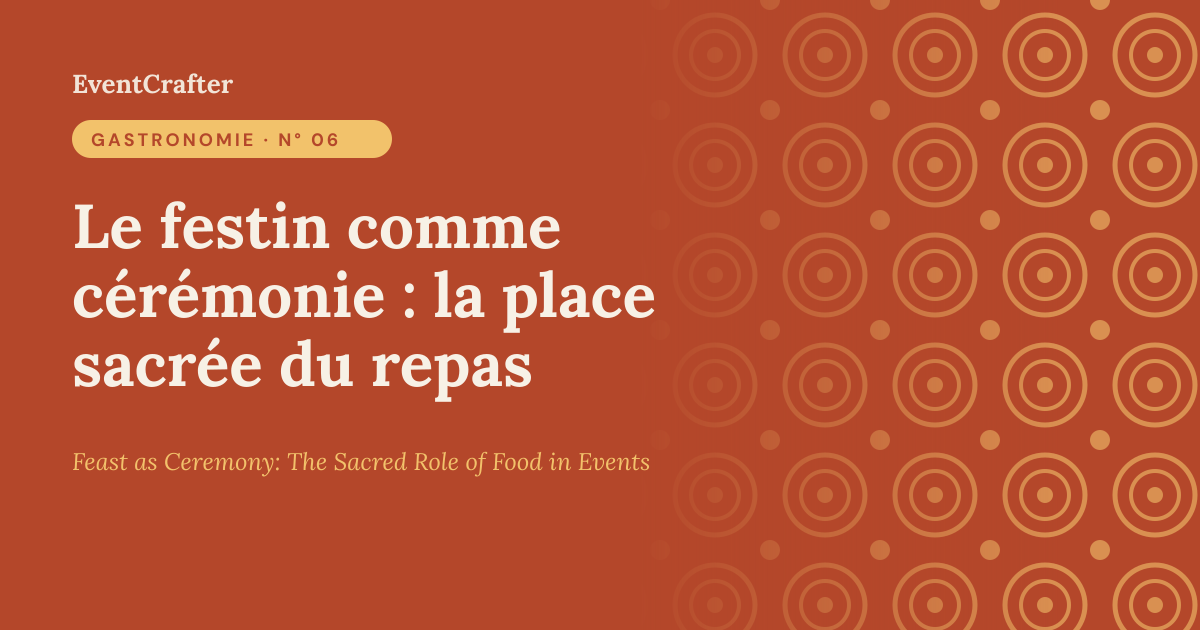 EventCrafter
GASTRONOMIE · N° 06
Le festin comme
cérémonie : la place
sacrée du repas
Feast as Ceremony: The Sacred Role of Food in Events